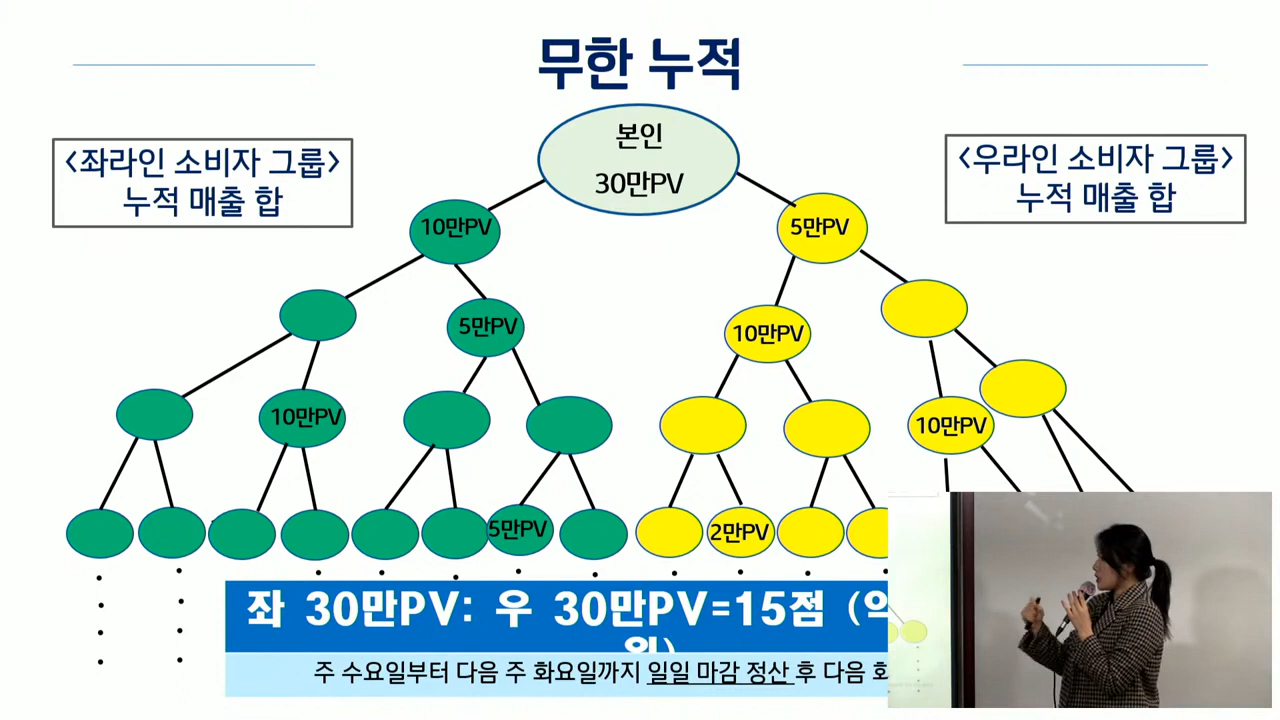 무한 누적
<좌라인 소비자 그룹>
누적 매출 합
본인
30만PV
<우라인 소비자 그룹>
누적 매출 합
10만PV
5만PV
5만PV
10만PV
10만PV
10만PV
5만PV
2만PV
좌 30만PV: 우 30만PV=15점 (약
원)
주 수요일부터 다음 주 화요일까지 일일 마감 정산 후 다음 화